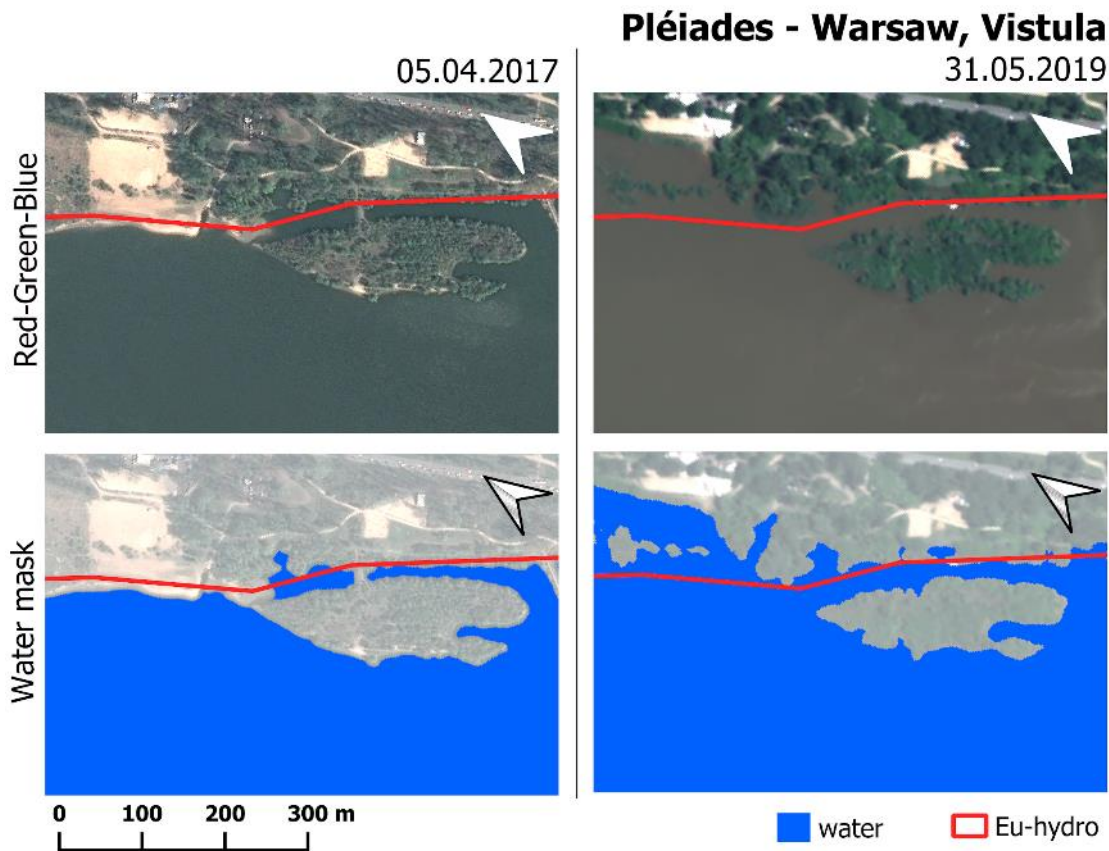 Pléiades - Warsaw, Vistula
05.04.2017
31.05.2019
Red-Green-Blue
Water mask
0 100 200 300 m
water
Eu-hydro